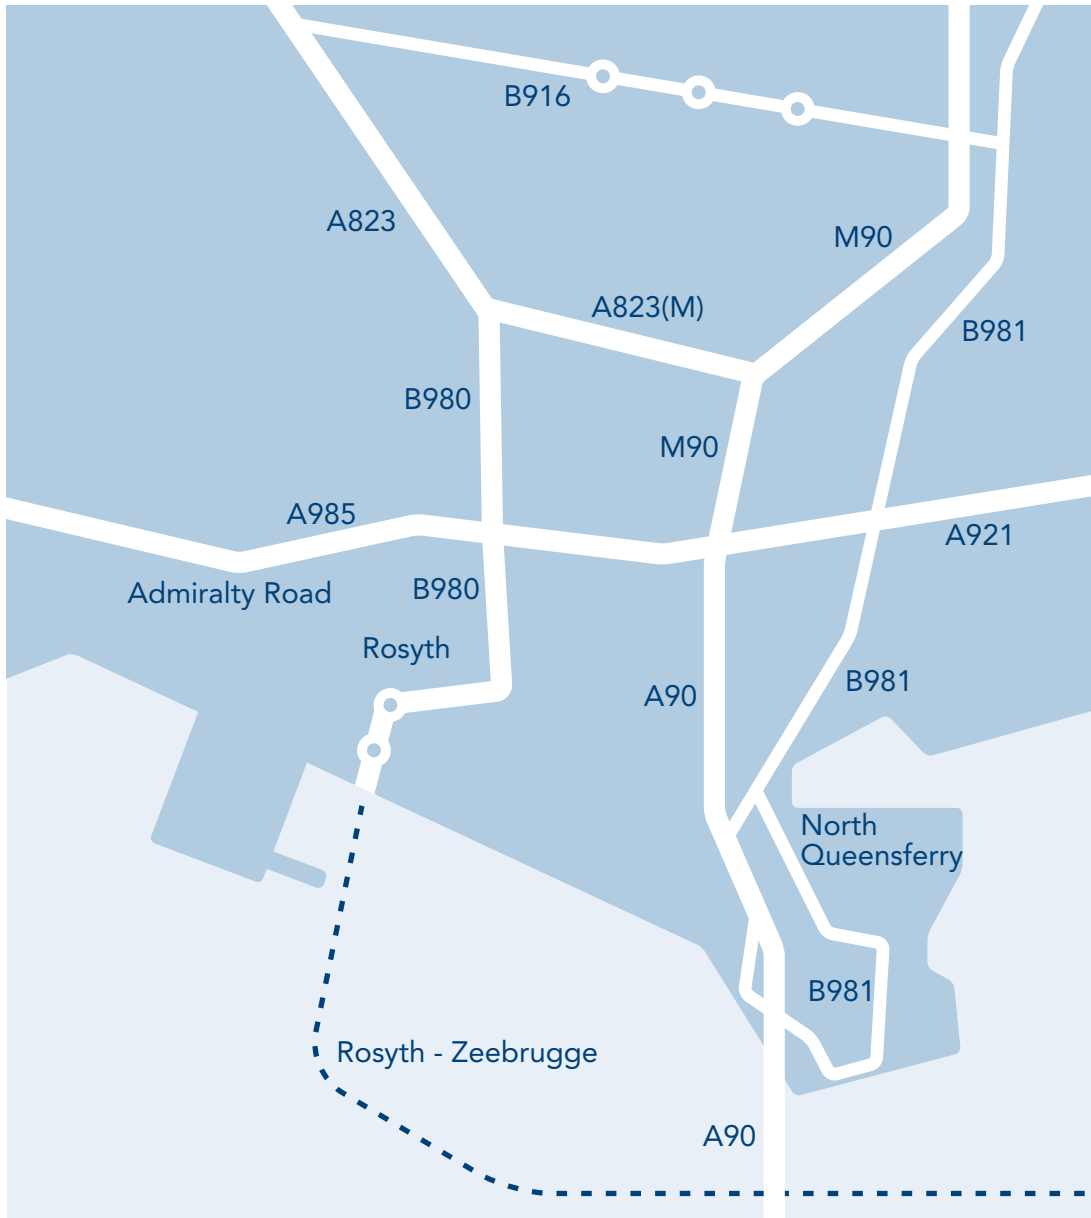 B916
A823
M90
A823(M)
B981
B980
M90
A985
A921
Admiralty Road
B980
Rosyth
B981
A90
North
Queensferry
B981
Rosyth - Zeebrugge
A90